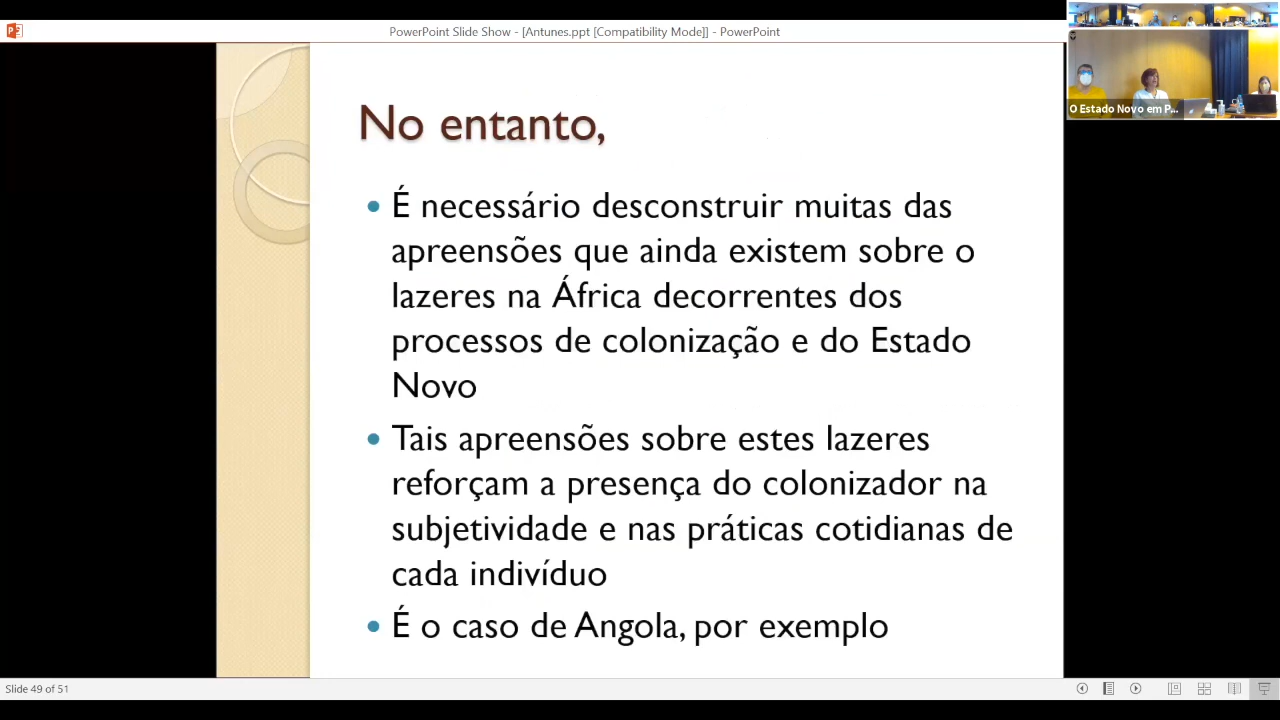 PowerPoint Slide Show - [Antunes.ppt [Compatibility Mode]] - PowerPoint
O Estado Novo em P...
No entanto,
• É necessário desconstruir muitas das
apreensões que ainda existem sobre o
lazeres na África decorrentes dos
processos de colonização e do Estado
Novo
• Tais apreensões sobre estes lazeres
reforçam a presença do colonizador na
subjetividade e nas práticas cotidianas de
cada indivíduo
• É o caso de Angola, por exemplo
Slide 49 of 51